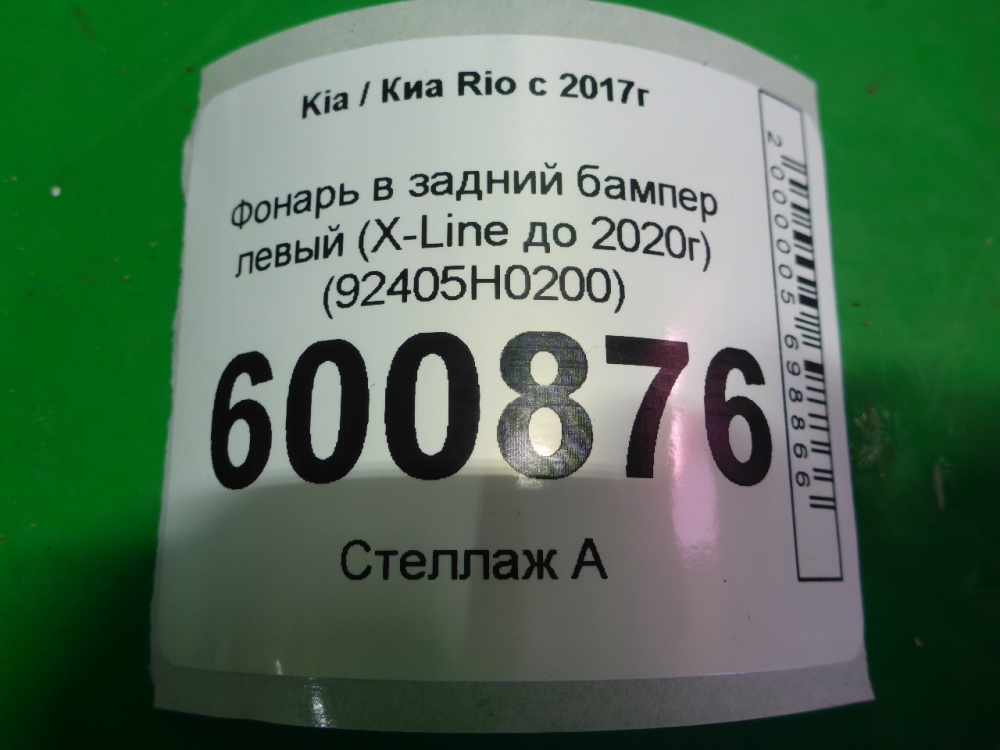 Kia / Киа Rio с 2017г
Фонарь в задний бампер
левый (X-Line до 2020г)
(92405H0200)
600876
Стеллаж А
2000005698866